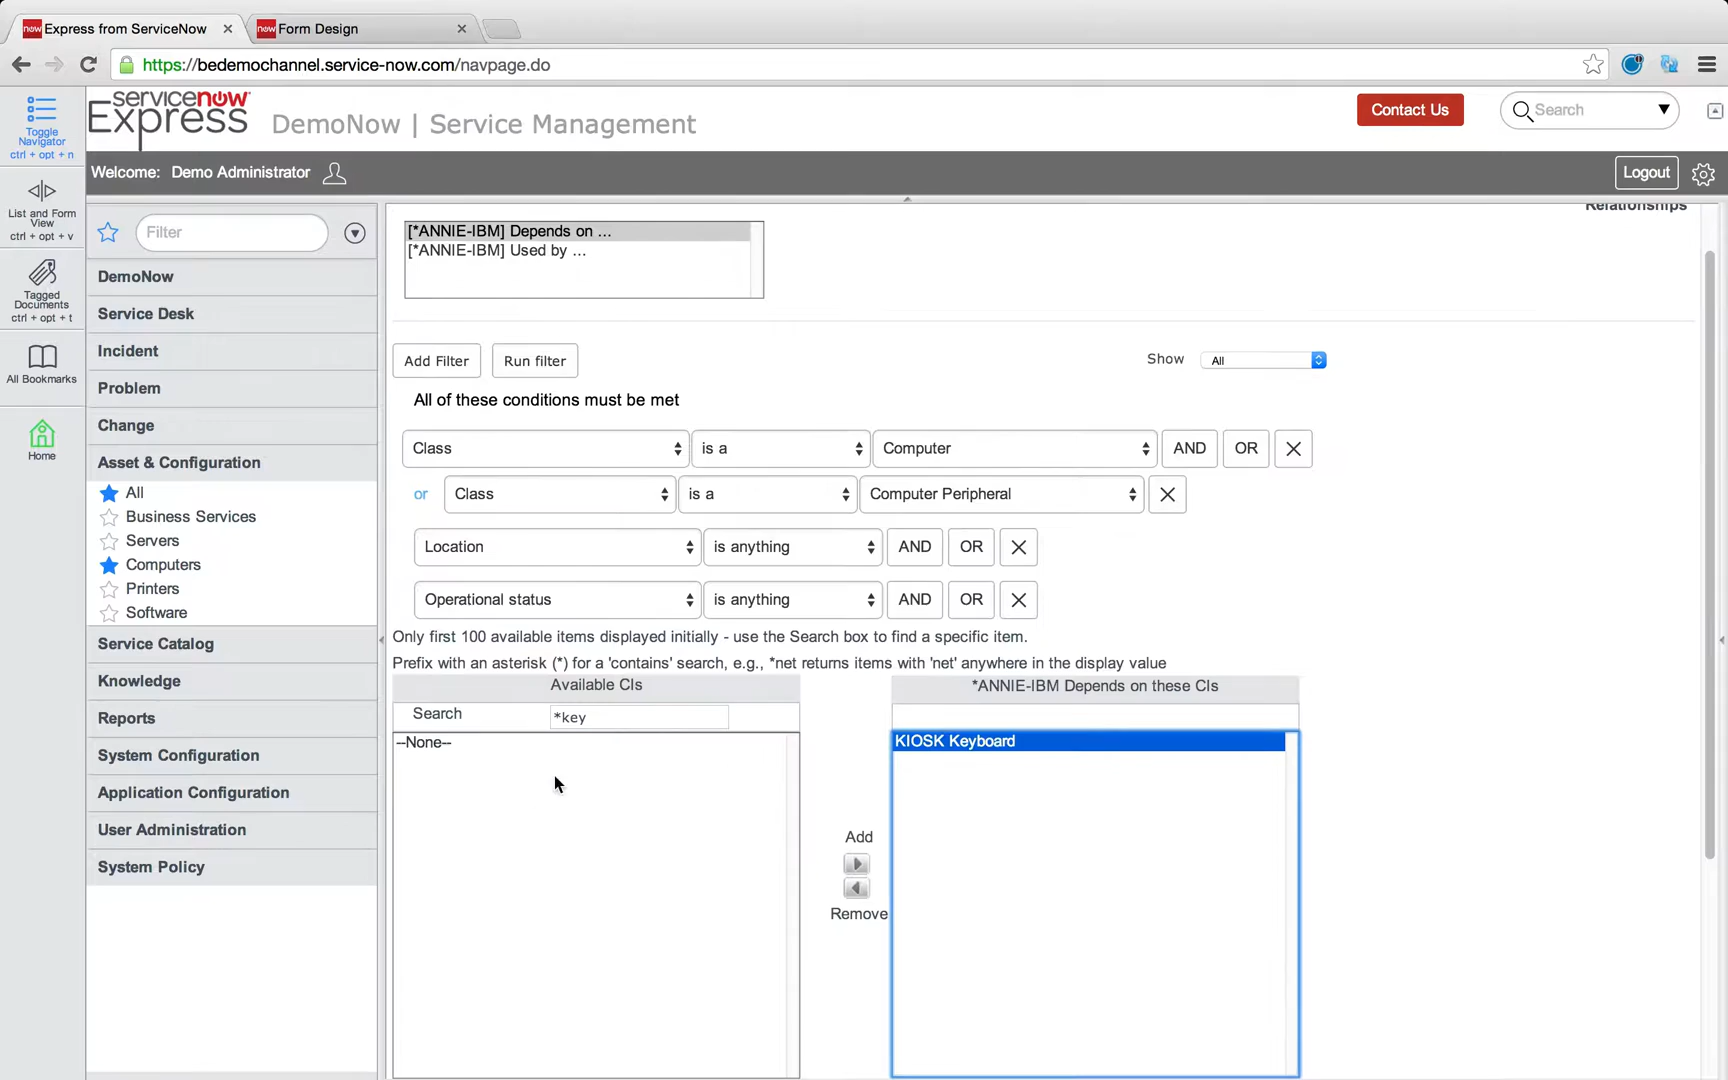 now Express from ServiceNow
now Form Design
https://bedemochannel.service-now.com/navpage.do
servicenow
Express
DemoNow | Service Management
Contact Us
Search
Toggle
Navigator
ctrl + opt + n
List and Form
View
ctrl + opt + v
Tagged
Documents
ctrl + opt + t
All Bookmarks
Home
Welcome: Demo Administrator
Logout
Filter
DemoNow
Service Desk
Incident
Problem
Change
Asset & Configuration
All
Business Services
Servers
Computers
Printers
Software
Service Catalog
Knowledge
Reports
System Configuration
Application Configuration
User Administration
System Policy
Relationships
[*ANNIE-IBM] Depends on ...
[*ANNIE-IBM] Used by ...
Add Filter Run filter Show All
All of these conditions must be met
Class is a Computer AND OR
or Class is a Computer Peripheral
Location is anything AND OR
Operational status is anything AND OR
Only first 100 available items displayed initially - use the Search box to find a specific item.
Prefix with an asterisk (*) for a 'contains' search, e.g., *net returns items with 'net' anywhere in the display value
Available CIs
Search *key
--None--
Add
Remove
*ANNIE-IBM Depends on these CIs
KIOSK Keyboard